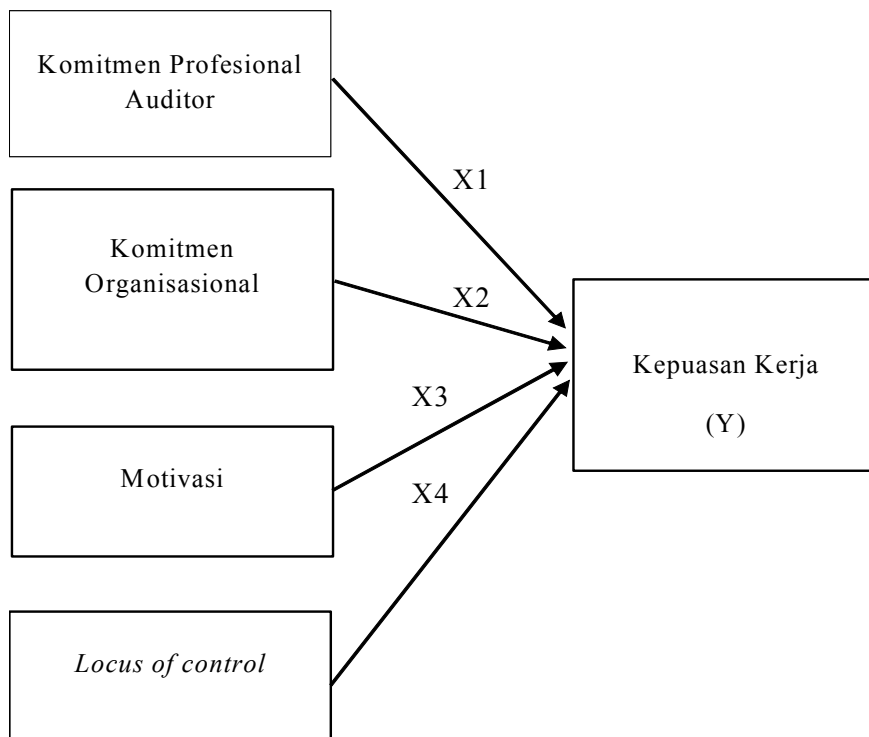 Komitmen Profesional
Auditor
X1
Komitmen
Organisasional
X2
Kepuasan Kerja
(Y)
X3
Motivasi
X4
Locus of control